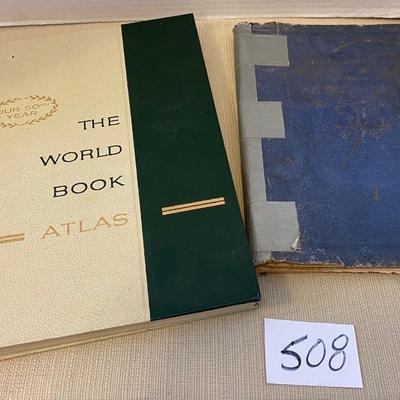 OUR 50TH
YEAR
THE
WORLD
BOOK
ATLAS
508